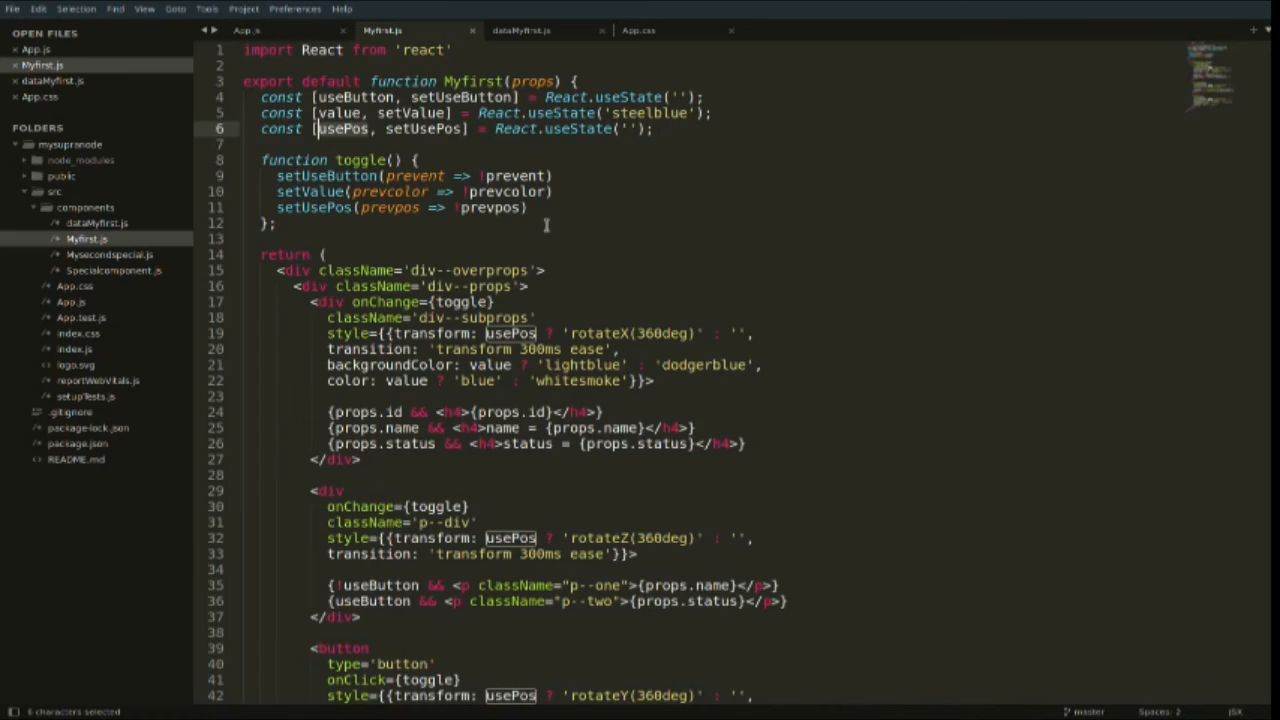 File Edit Selection Find View Goto Tools Project Preferences Help
OPEN FILES
App.js
Myfirst.js
dataMyfirst.js
App.css
FOLDERS
mysupranode
node_modules
public
src
components
dataMyfirst.js
Myfirst.js
Mysecondspecial.js
Specialcomponent.js
App.css
App.js
App.test.js
index.css
index.js
logo.svg
reportWebVitals.js
setupTests.js
.gitignore
package-lock.json
package.json
README.md
App.js Myfirst.js dataMyfirst.js App.css
1 import React from 'react'
2
3 export default function Myfirst(props) {
4 const [useButton, setUseButton] = React.useState('');
5 const [value, setValue] = React.useState('steelblue');
6 const [usePos, setUsePos] = React.useState('');
7
8 function toggle() {
9 setUseButton(prevent => !prevent)
10 setValue(prevcolor => !prevcolor)
11 setUsePos(prevpos => !prevpos)
12 };
13
14 return (
15 <div className='div--overprops'>
16 <div className='div--props'>
17 <div onChange={toggle}
18 className='div--subprops'
19 style={{transform: usePos ? 'rotateX(360deg)' : '',
20 transition: 'transform 300ms ease',
21 backgroundColor: value ? 'lightblue' : 'dodgerblue',
22 color: value ? 'blue' : 'whitesmoke'}}>
23
24 {props.id && <h4>{props.id}</h4>}
25 {props.name && <h4>name = {props.name}</h4>}
26 {props.status && <h4>status = {props.status}</h4>}
27 </div>
28
29 <div
30 onChange={toggle}
31 className='p--div'
32 style={{transform: usePos ? 'rotateZ(360deg)' : '',
33 transition: 'transform 300ms ease'}}>
34
35 {!useButton && <p className="p--one">{props.name}</p>}
36 {useButton && <p className="p--two">{props.status}</p>}
37 </div>
38
39 <button
40 type='button'
41 onClick={toggle}
42 style={{transform: usePos ? 'rotateY(360deg)' : '',
6 characters selected master Spaces: 2 JSX